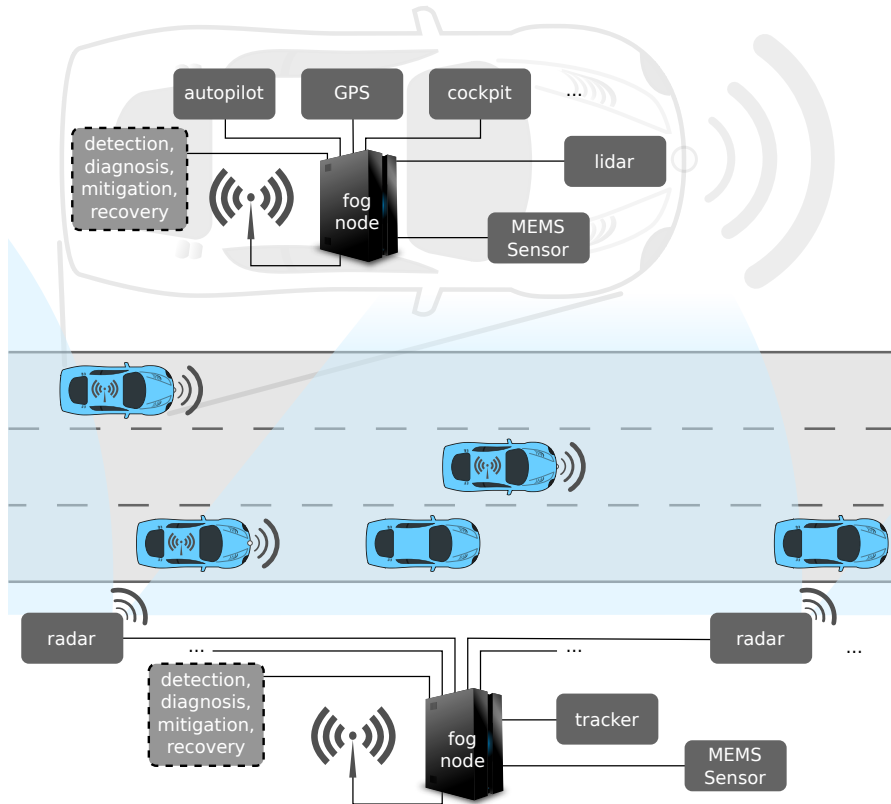 autopilot
GPS
cockpit
...
detection,
diagnosis,
mitigation,
recovery
fog
node
lidar
MEMS
Sensor
radar
...
...
radar
...
detection,
diagnosis,
mitigation,
recovery
fog
node
tracker
MEMS
Sensor